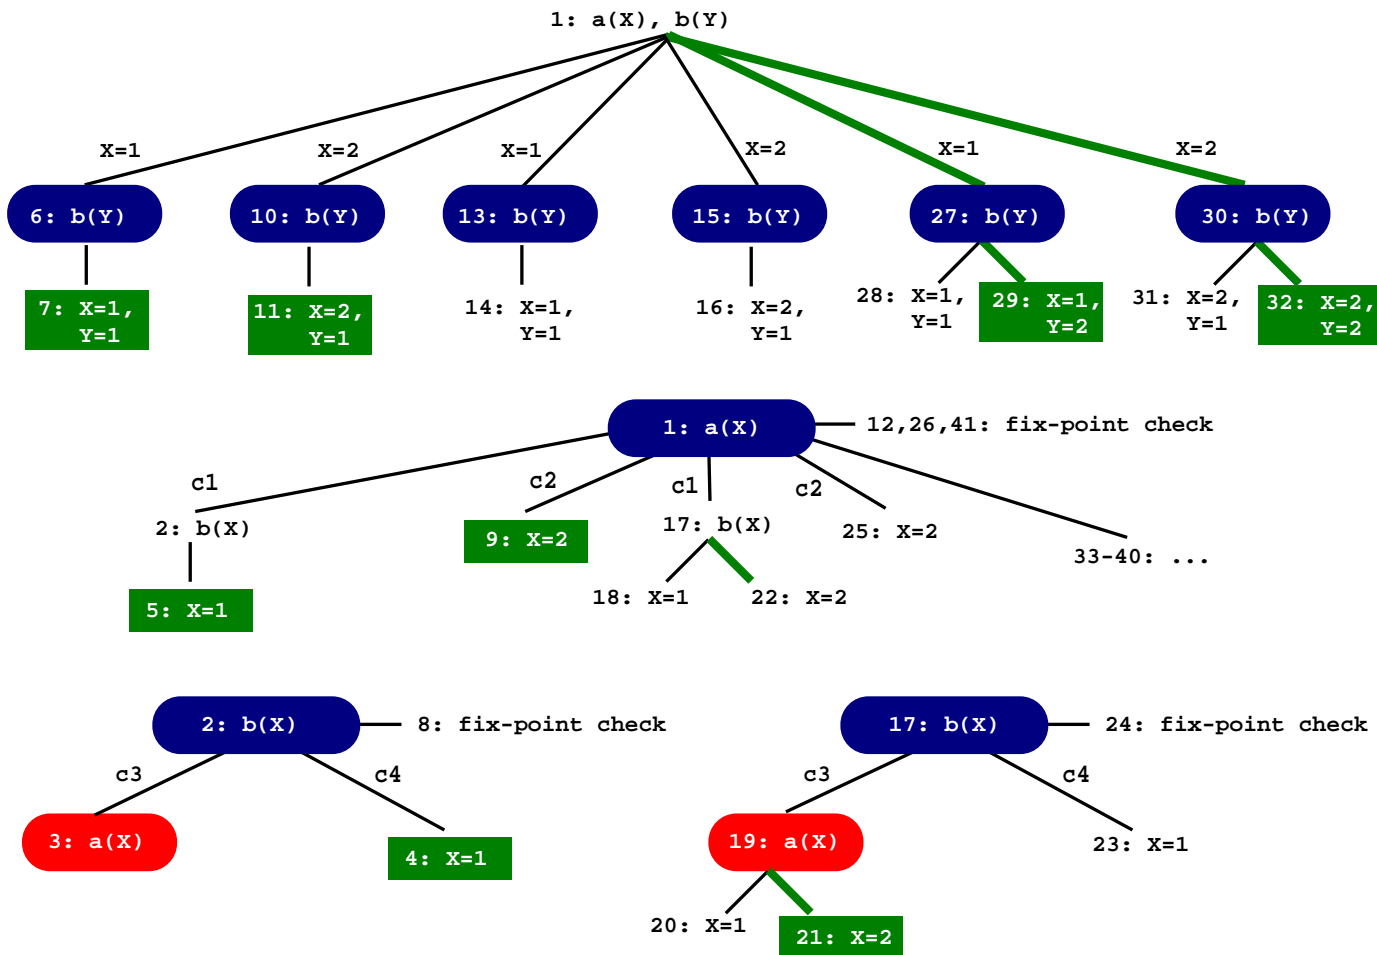 1: a(X), b(Y)
X=1
X=2
X=1
X=2
X=1
X=2
6: b(Y)
10: b(Y)
13: b(Y)
15: b(Y)
27: b(Y)
30: b(Y)
7: X=1,
Y=1
11: X=2,
Y=1
14: X=1,
Y=1
16: X=2,
Y=1
28: X=1,
Y=1
29: X=1,
Y=2
31: X=2,
Y=1
32: X=2,
Y=2
1: a(X)
12,26,41: fix-point check
c1
c2
c1
c2
2: b(X)
9: X=2
17: b(X)
25: X=2
33-40: ...
5: X=1
18: X=1
22: X=2
2: b(X)
8: fix-point check
c3
c4
3: a(X)
4: X=1
17: b(X)
24: fix-point check
c3
c4
19: a(X)
23: X=1
20: X=1
21: X=2